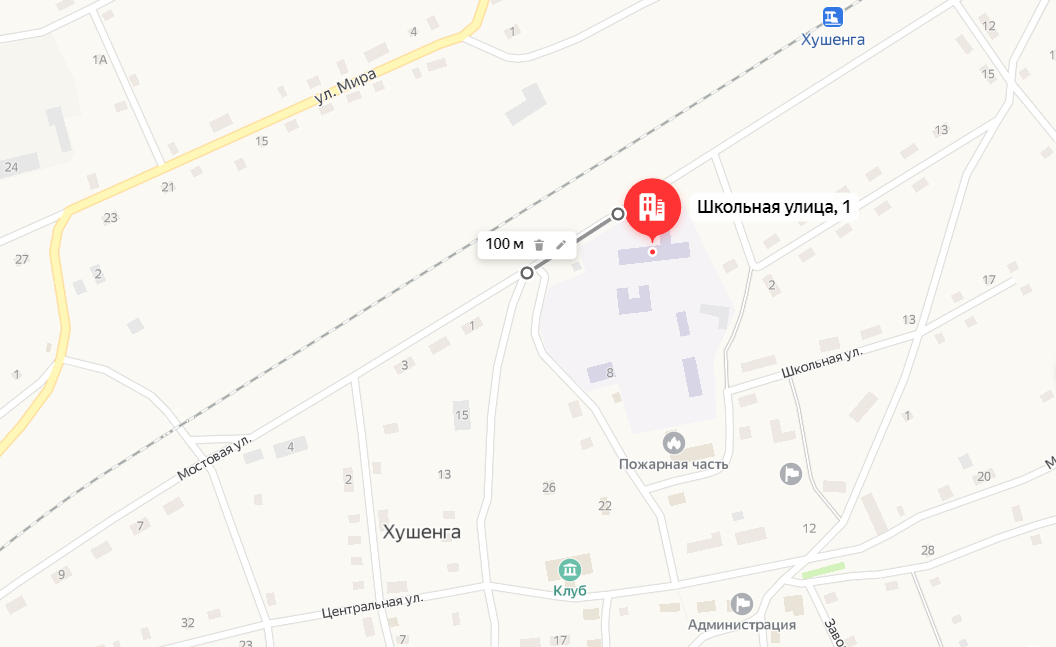 12
4
1
Хушенга
1А
15
ул. Мира
13
15
24
21
Школьная улица, 1
23
100 м
27
2
2
17
13
1
Школьная ул.
3
1
8
15
1
Мостовая ул.
4
Пожарная часть
13
2
26
20
22
7
12
Хушенга
28
9
Клуб
Центральная ул.
32
Администрация
7
17
23
Заво